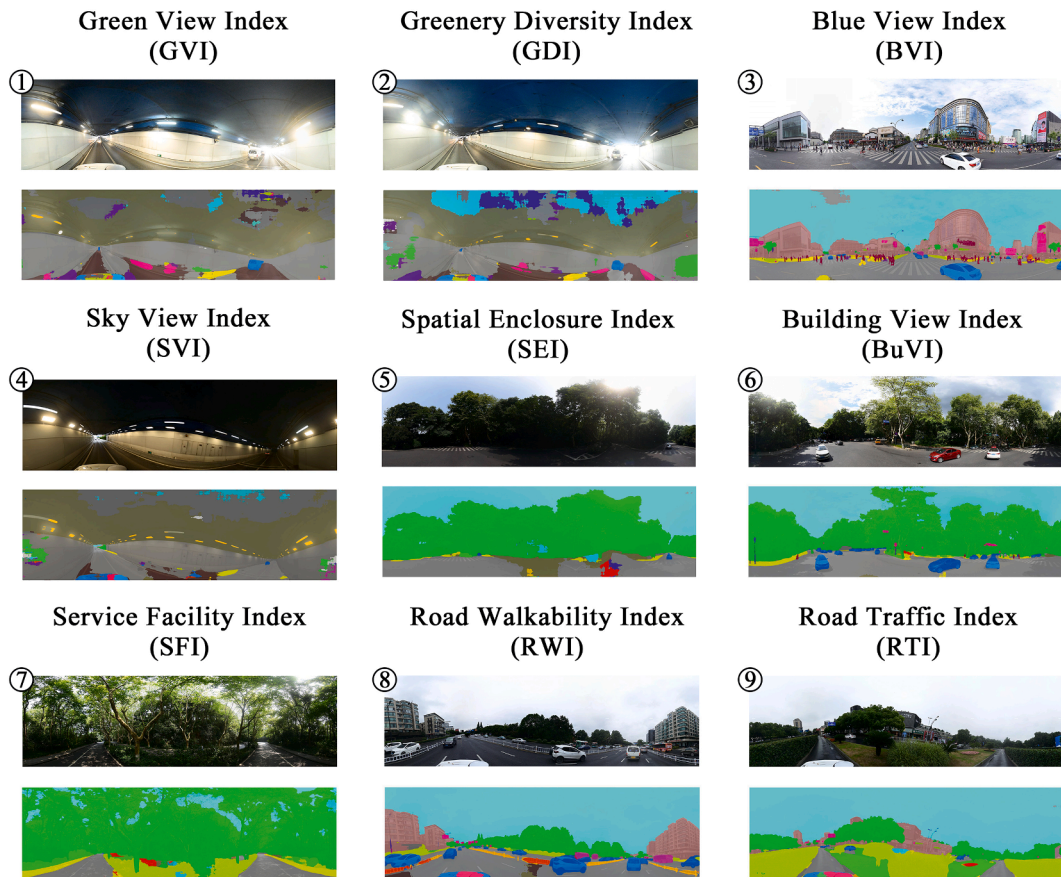 Green View Index
(GVI)
Greenery Diversity Index
(GDI)
Blue View Index
(BVI)
①
②
③
Sky View Index
(SVI)
Spatial Enclosure Index
(SEI)
Building View Index
(BuVI)
④
⑤
⑥
Service Facility Index
(SFI)
Road Walkability Index
(RWI)
Road Traffic Index
(RTI)
⑦
⑧
⑨